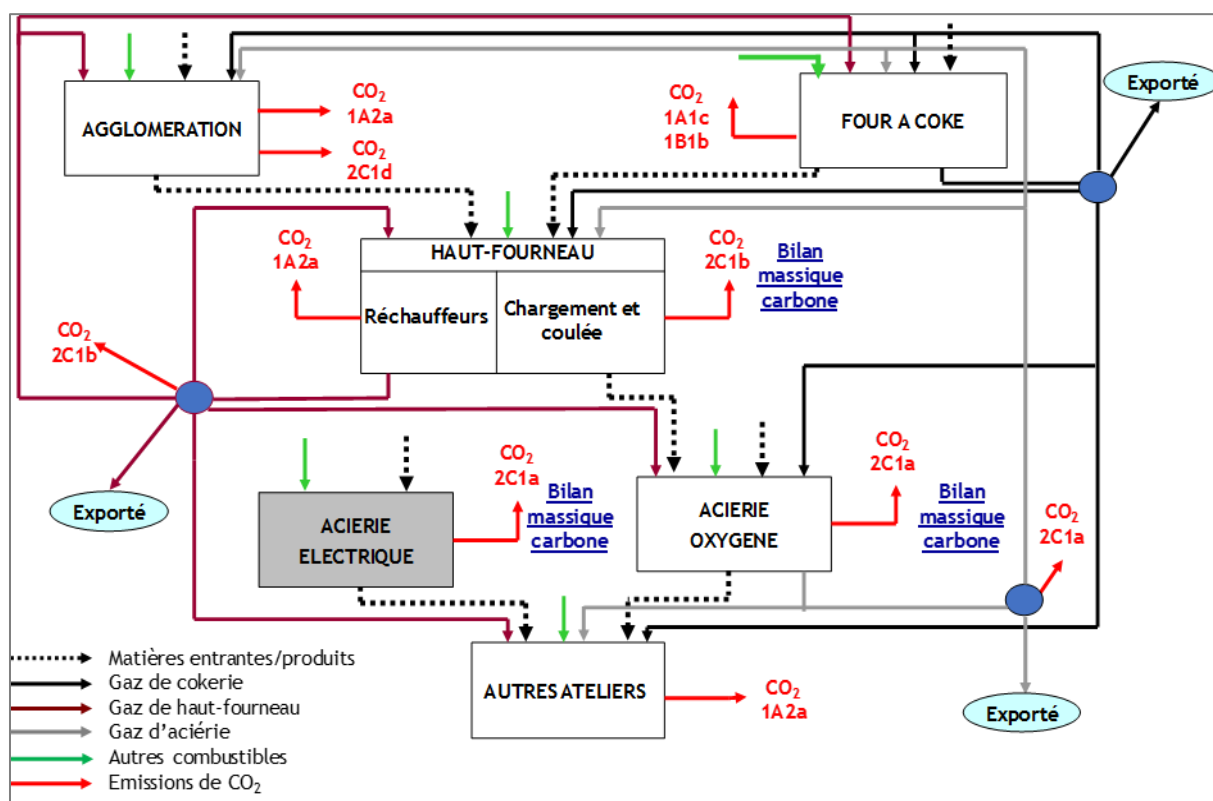 AGGLOMERATION
CO₂
1A2a
CO₂
2C1d
CO₂
1A1c
1B1b
FOUR A COKE
Exporté
HAUT-FOURNEAU
Réchauffeurs
Chargement et
coulée
CO₂
1A2a
CO₂
2C1b
Bilan
massique
carbone
CO₂
2C1b
Exporté
ACIERIE
ELECTRIQUE
CO₂
2C1a
Bilan
massique
carbone
ACIERIE
OXYGENE
CO₂
2C1a
Bilan
massique
carbone
CO₂
2C1a
Exporté
AUTRES ATELIERS
CO₂
1A2a
Matières entrantes/produits
Gaz de cokerie
Gaz de haut-fourneau
Gaz d'aciérie
Autres combustibles
Emissions de CO₂